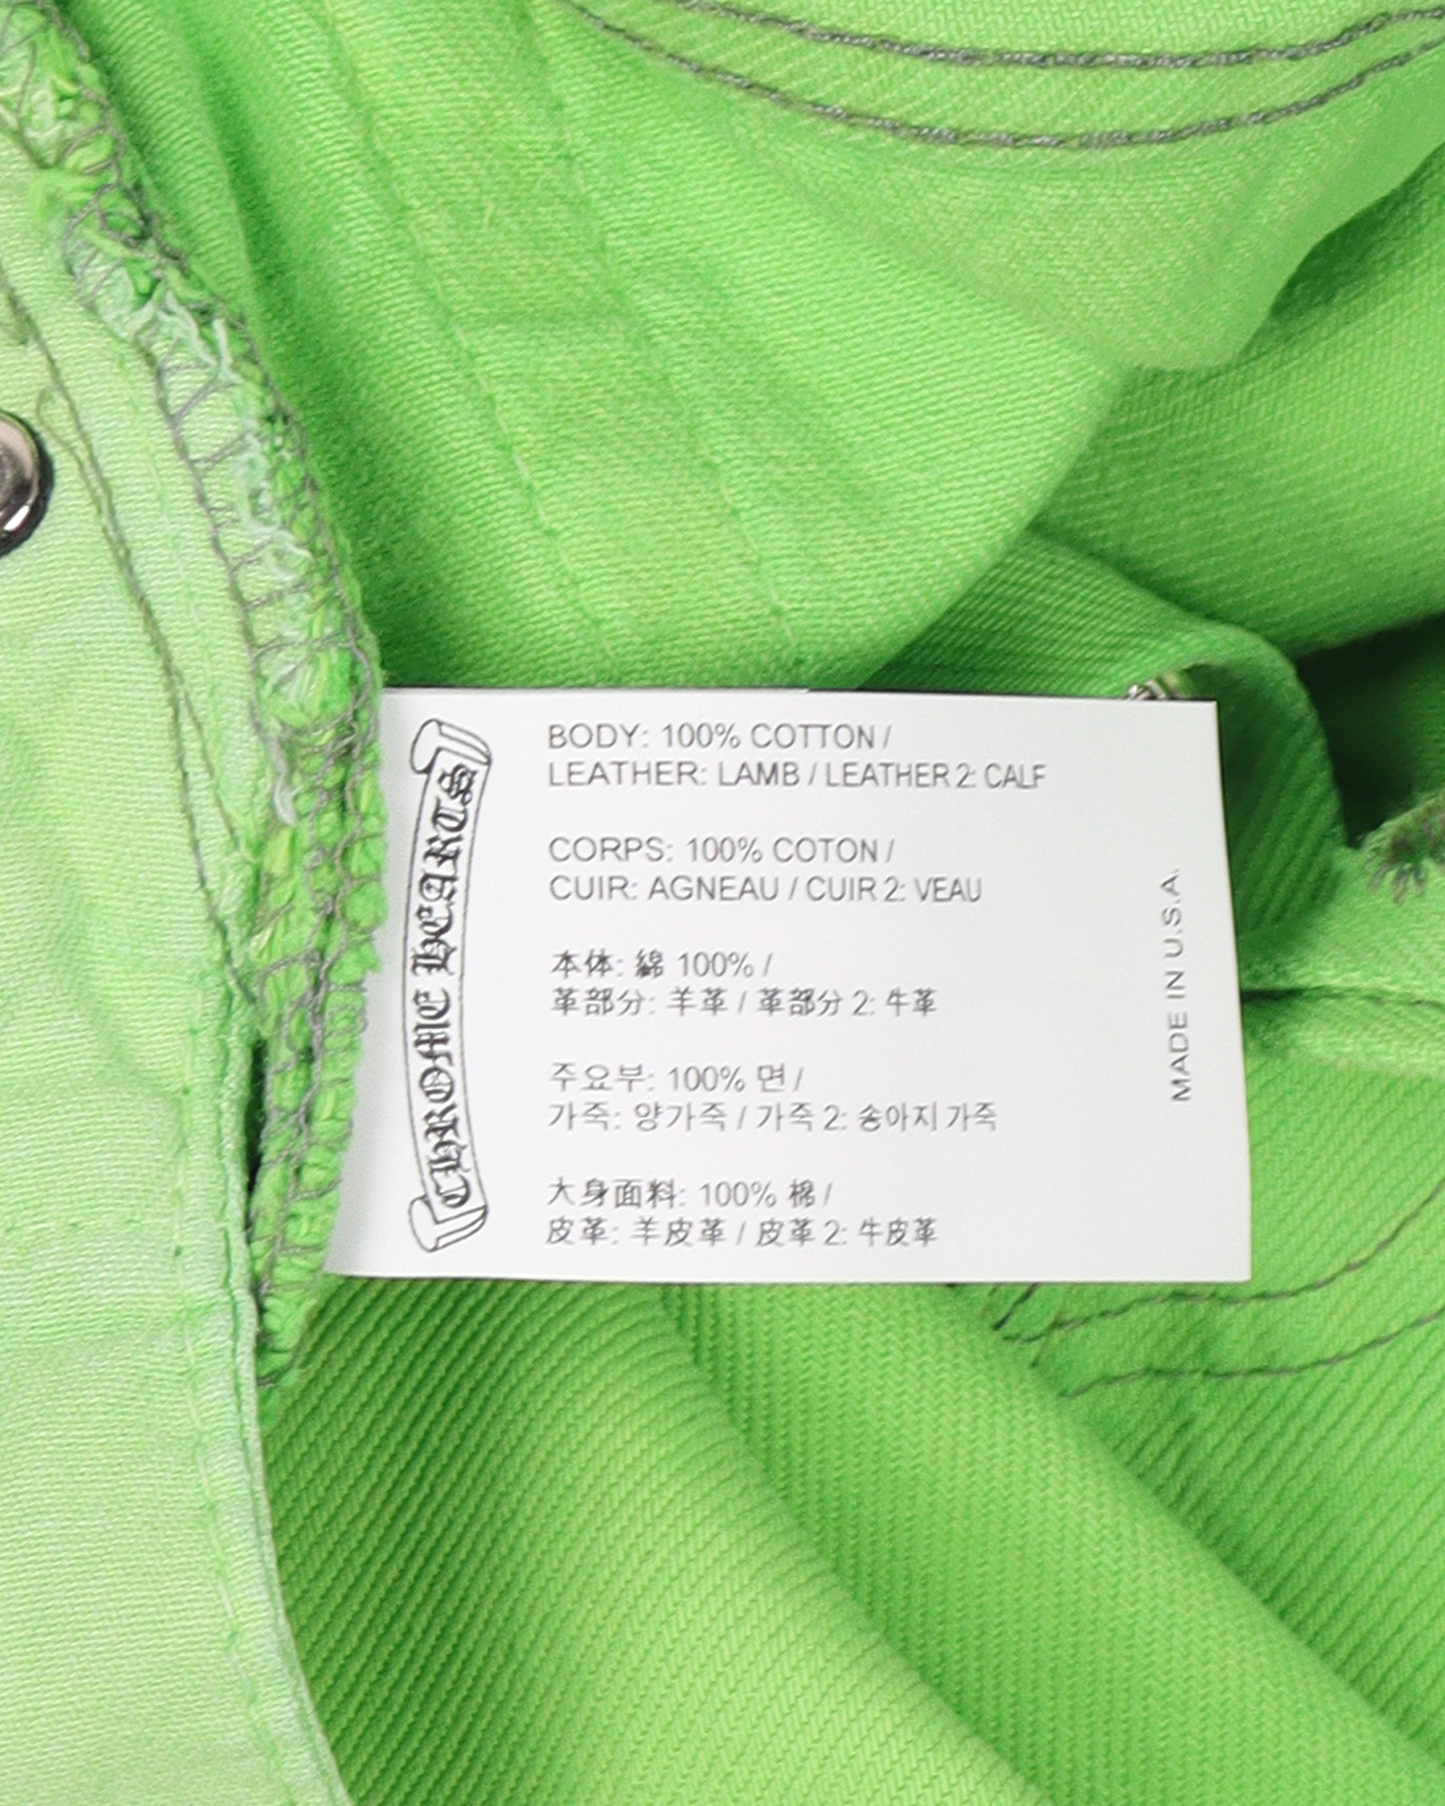 CHROME HEARTS
BODY: 100% COTTON /
LEATHER: LAMB / LEATHER 2: CALF
CORPS: 100% COTON /
CUIR: AGNEAU / CUIR 2: VEAU
本体: 綿 100% /
革部分: 羊革 / 革部分 2: 牛革
주요부: 100% 면 /
가죽: 양가죽 / 가죽 2: 송아지 가죽
大身面料: 100% 棉 /
皮革: 羊皮革 / 皮革 2: 牛皮革
MADE IN U.S.A.